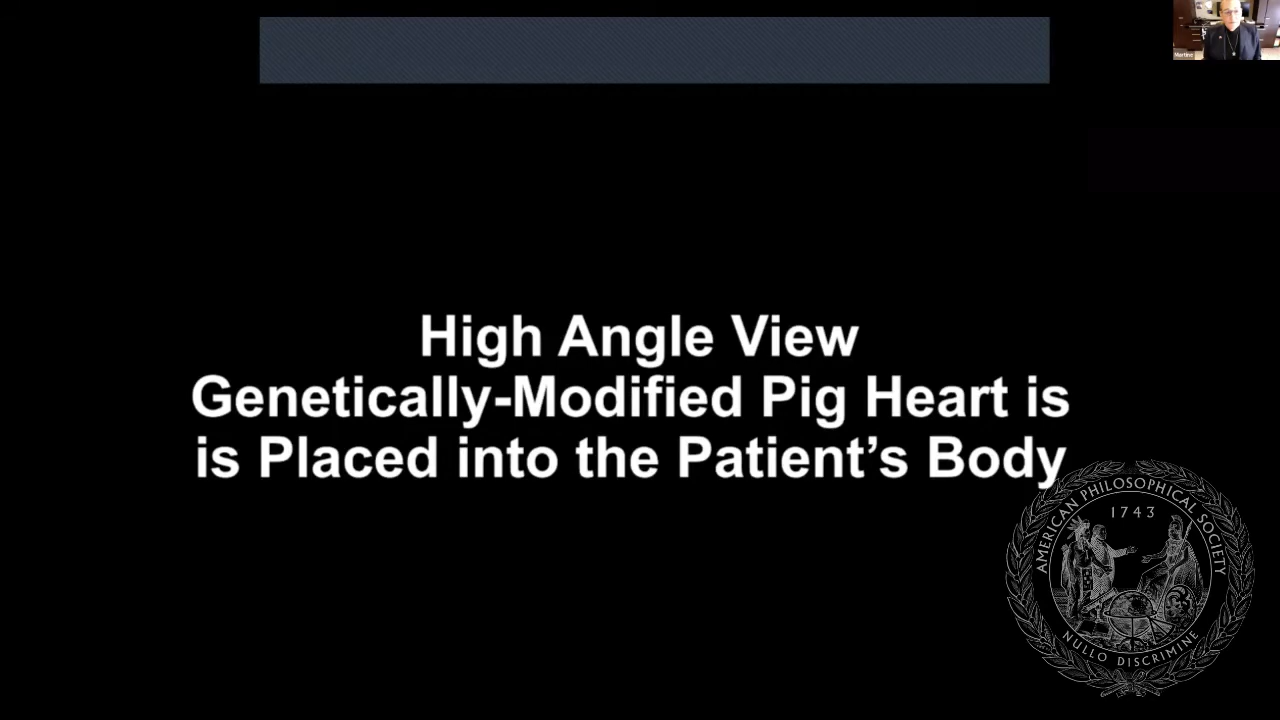 Martine
High Angle View
Genetically-Modified Pig Heart is
is Placed into the Patient’s Body
AMERICAN PHILOSOPHICAL SOCIETY
1743
NULLO DISCRIMINE